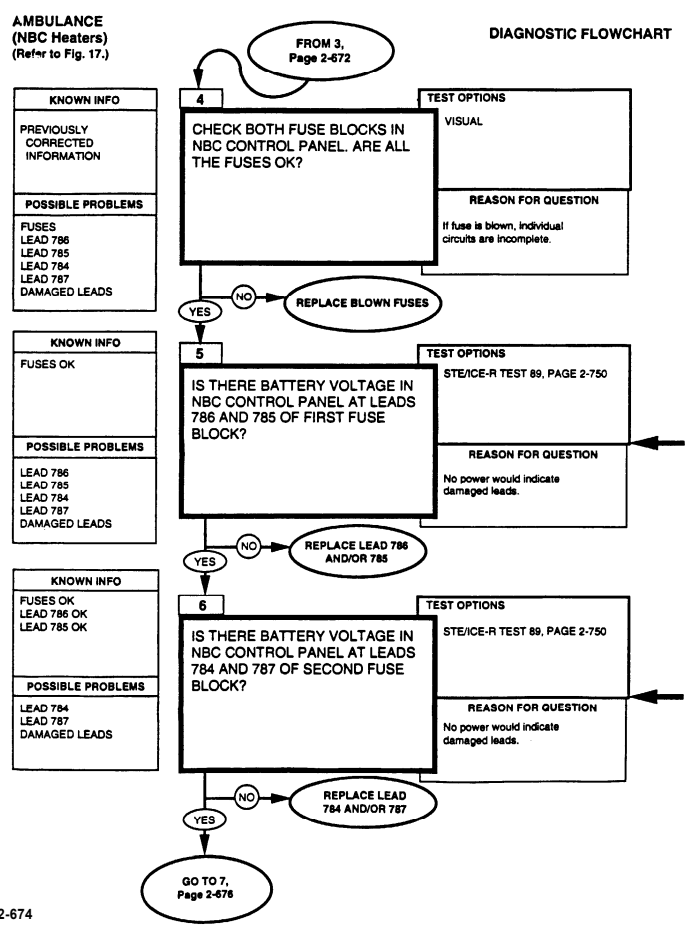 AMBULANCE
(NBC Heaters)
(Refer to Fig. 17.)
DIAGNOSTIC FLOWCHART
FROM 3,
Page 2-672
KNOWN INFO
PREVIOUSLY
CORRECTED
INFORMATION
POSSIBLE PROBLEMS
FUSES
LEAD 786
LEAD 785
LEAD 784
LEAD 787
DAMAGED LEADS
4
CHECK BOTH FUSE BLOCKS IN
NBC CONTROL PANEL. ARE ALL
THE FUSES OK?
TEST OPTIONS
VISUAL
REASON FOR QUESTION
If fuse is blown, individual
circuits are incomplete.
NO
REPLACE BLOWN FUSES
YES
KNOWN INFO
FUSES OK
POSSIBLE PROBLEMS
LEAD 786
LEAD 785
LEAD 784
LEAD 787
DAMAGED LEADS
5
IS THERE BATTERY VOLTAGE IN
NBC CONTROL PANEL AT LEADS
786 AND 785 OF FIRST FUSE
BLOCK?
TEST OPTIONS
STE/ICE-R TEST 89, PAGE 2-750
REASON FOR QUESTION
No power would indicate
damaged leads.
NO
REPLACE LEAD 786
AND/OR 785
YES
KNOWN INFO
FUSES OK
LEAD 786 OK
LEAD 785 OK
POSSIBLE PROBLEMS
LEAD 784
LEAD 787
DAMAGED LEADS
6
IS THERE BATTERY VOLTAGE IN
NBC CONTROL PANEL AT LEADS
784 AND 787 OF SECOND FUSE
BLOCK?
TEST OPTIONS
STE/ICE-R TEST 89, PAGE 2-750
REASON FOR QUESTION
No power would indicate
damaged leads.
NO
REPLACE LEAD
784 AND/OR 787
YES
GO TO 7,
Page 2-676
2-674